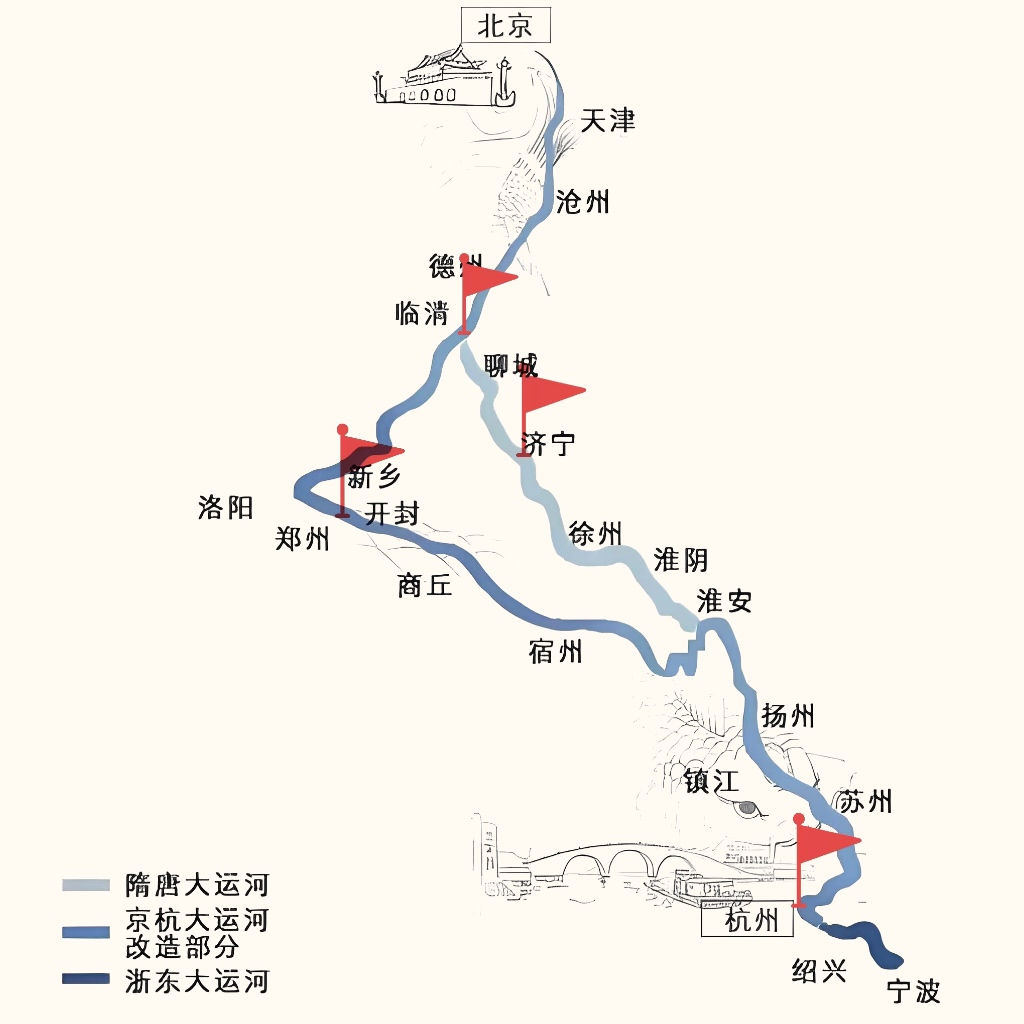 北京
天津
沧州
德州
临清
聊城
济宁
新乡
洛阳
开封
郑州
徐州
淮阴
商丘
淮安
宿州
扬州
镇江
苏州
隋唐大运河
京杭大运河
改造部分
浙东大运河
杭州
绍兴
宁波